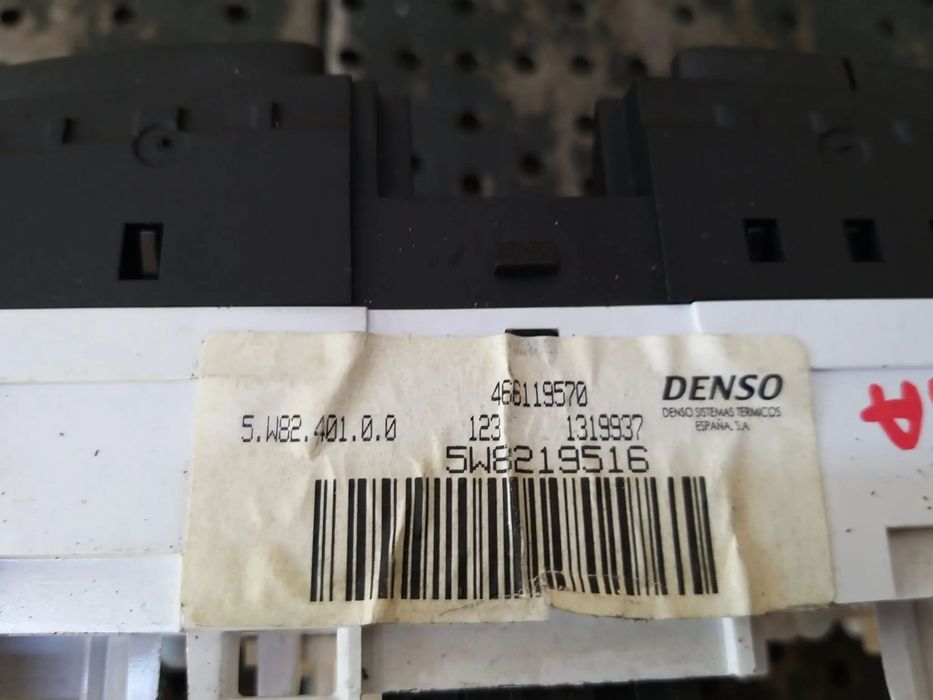 466119570
DENSO
DENSO SISTEMAS TERMICOS
ESPAÑA, S.A.
5.W82.401.0.0 123 1319937
5W8219516
A